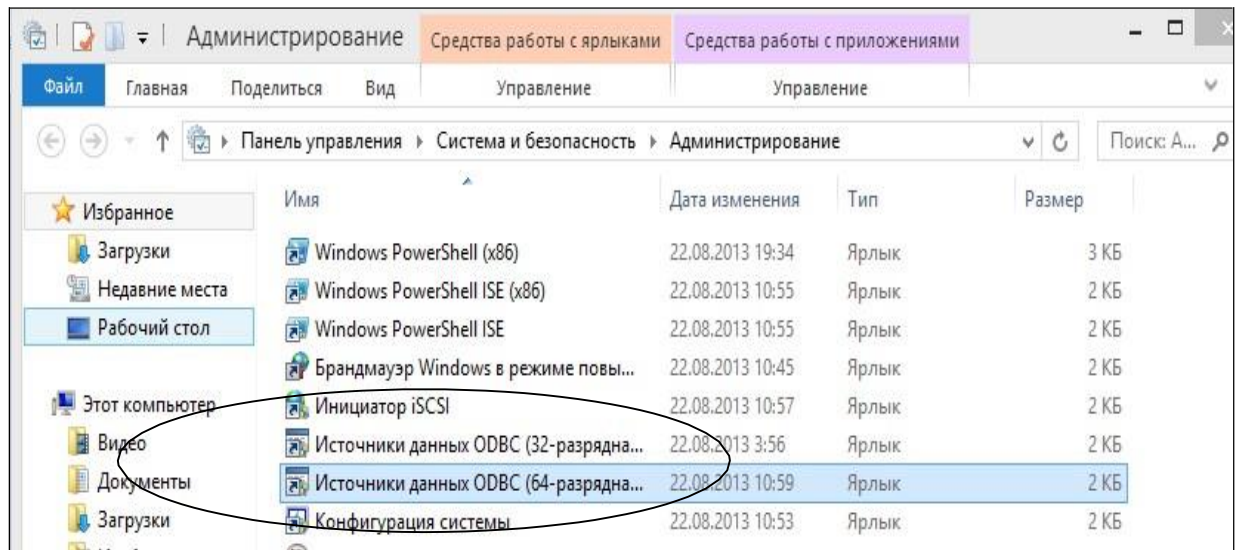 Администрирование
Средства работы с ярлыками
Средства работы с приложениями
Файл
Главная
Поделиться
Вид
Управление
Управление
Панель управления
Система и безопасность
Администрирование
Поиск: А...
Имя
Дата изменения
Тип
Размер
Избранное
Загрузки
Недавние места
Рабочий стол
Этот компьютер
Видео
Документы
Загрузки
Windows PowerShell (x86) 22.08.2013 19:34 Ярлык 3 КБ
Windows PowerShell ISE (x86) 22.08.2013 10:55 Ярлык 2 КБ
Windows PowerShell ISE 22.08.2013 10:55 Ярлык 2 КБ
Брандмауэр Windows в режиме повы... 22.08.2013 10:45 Ярлык 2 КБ
Инициатор iSCSI 22.08.2013 10:57 Ярлык 2 КБ
Источники данных ODBC (32-разрядна... 22.08.2013 3:56 Ярлык 2 КБ
Источники данных ODBC (64-разрядна... 22.08.2013 10:59 Ярлык 2 КБ
Конфигурация системы 22.08.2013 10:53 Ярлык 2 КБ